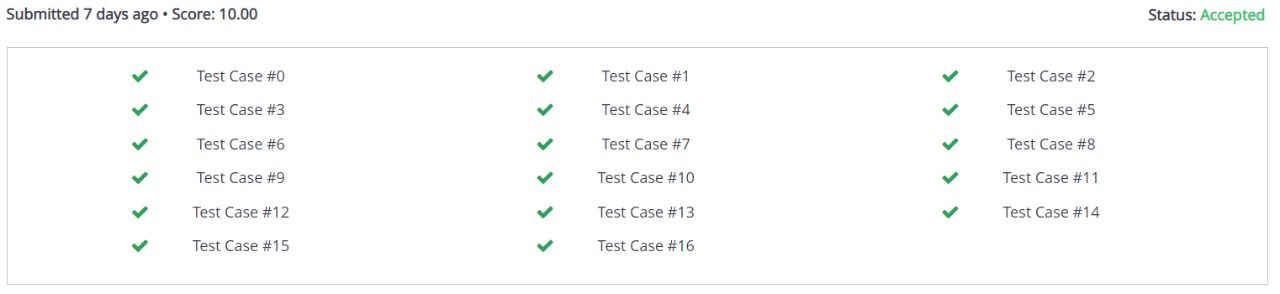 Submitted 7 days ago • Score: 10.00 Status: Accepted
Test Case #0 Test Case #1 Test Case #2
Test Case #3 Test Case #4 Test Case #5
Test Case #6 Test Case #7 Test Case #8
Test Case #9 Test Case #10 Test Case #11
Test Case #12 Test Case #13 Test Case #14
Test Case #15 Test Case #16